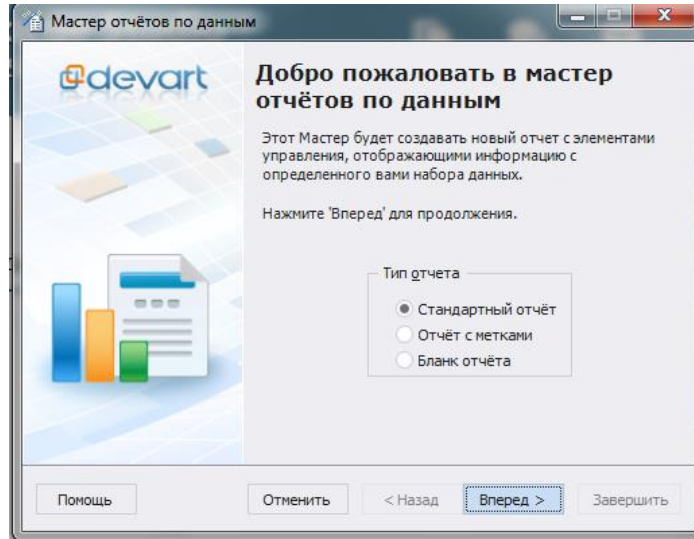 Мастер отчётов по данным
devart
Добро пожаловать в мастер
отчётов по данным
Этот Мастер будет создавать новый отчет с элементами
управления, отображающими информацию с
определенного вами набора данных.
Нажмите 'Вперед' для продолжения.
Тип отчета
Стандартный отчёт
Отчёт с метками
Бланк отчёта
Помощь
Отменить
< Назад
Вперед >
Завершить